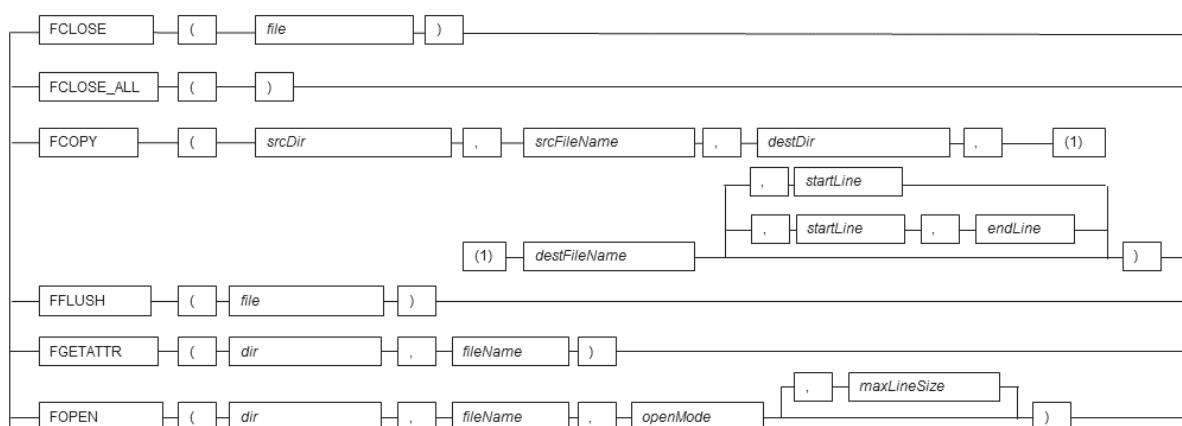 FCLOSE ( file )
FCLOSE_ALL ( )
FCOPY ( srcDir , srcFileName , destDir , (1)
, startLine
, startLine , endLine
(1) destFileName )
FFLUSH ( file )
FGETATTR ( dir , fileName )
, maxLineSize
FOPEN ( dir , fileName , openMode )